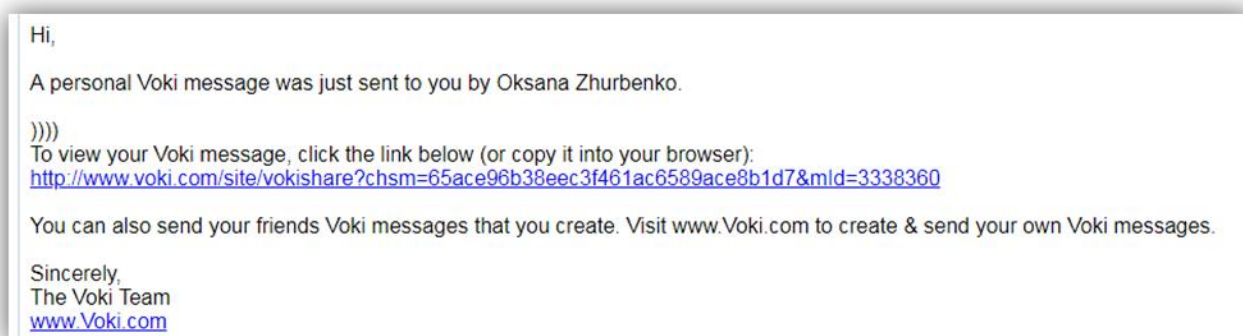 Hi,
A personal Voki message was just sent to you by Oksana Zhurbenko.
))))
To view your Voki message, click the link below (or copy it into your browser):
http://www.voki.com/site/vokishare?chsm=65ace96b38eec3f461ac6589ace8b1d7&mId=3338360
You can also send your friends Voki messages that you create. Visit www.Voki.com to create & send your own Voki messages.
Sincerely,
The Voki Team
www.Voki.com